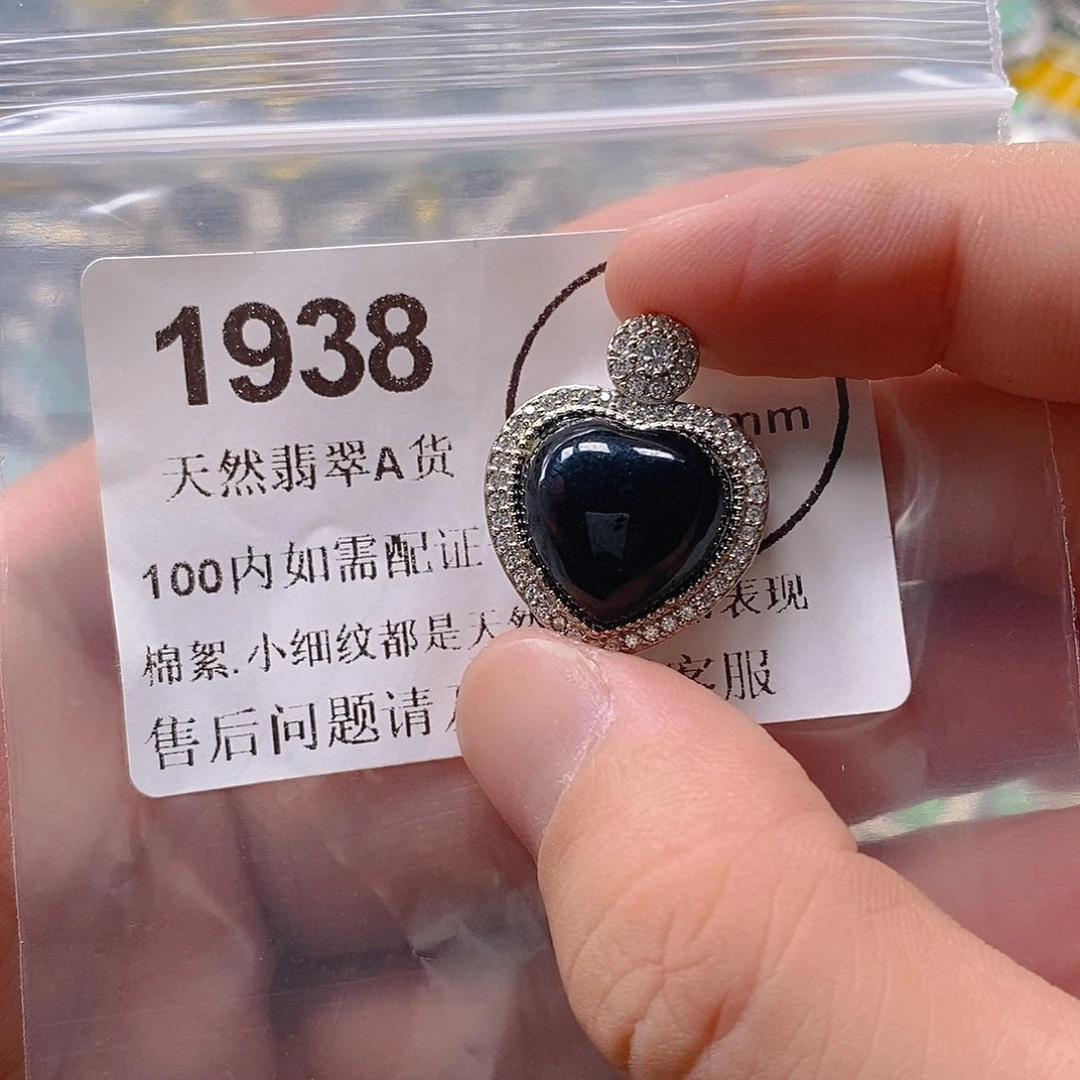 1938
mm
天然翡翠A货
100内如需配证
棉絮.小细纹都是天然 表现
售后问题请 客服